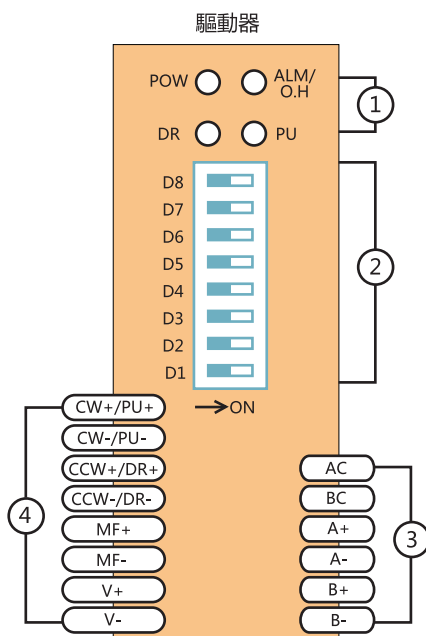 驅動器
POW
ALM/
O.H
DR
PU
1
D8
D7
D6
D5
D4
D3
D2
D1
2
→ON
CW+/PU+
CW-/PU-
CCW+/DR+
CCW-/DR-
MF+
MF-
V+
V-
4
AC
BC
A+
A-
B+
B-
3